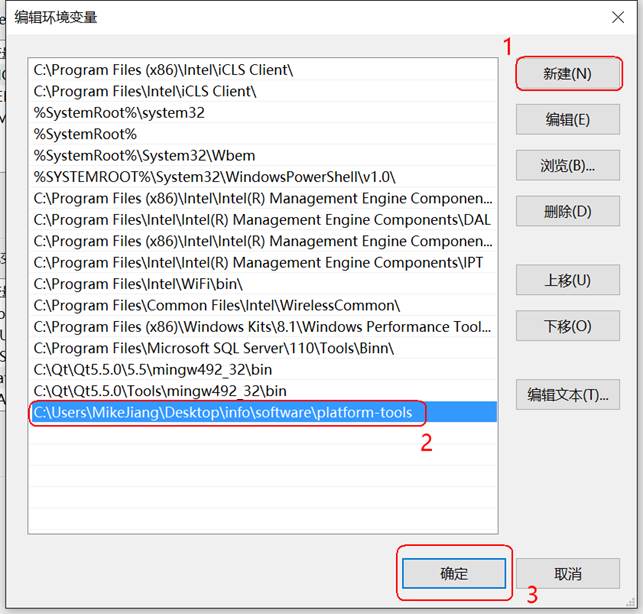 编辑环境变量
1
C:\Program Files (x86)\Intel\iCLS Client\
新建(N)
C:\Program Files\Intel\iCLS Client\
%SystemRoot%\system32
编辑(E)
%SystemRoot%
%SystemRoot%\System32\Wbem
浏览(B)...
%SYSTEMROOT%\System32\WindowsPowerShell\v1.0\
C:\Program Files (x86)\Intel\Intel(R) Management Engine Componen...
删除(D)
C:\Program Files\Intel\Intel(R) Management Engine Components\DAL
C:\Program Files (x86)\Intel\Intel(R) Management Engine Componen...
C:\Program Files\Intel\Intel(R) Management Engine Components\IPT
上移(U)
C:\Program Files\Intel\WiFi\bin\
C:\Program Files\Common Files\Intel\WirelessCommon\
下移(O)
C:\Program Files (x86)\Windows Kits\8.1\Windows Performance Tool...
C:\Program Files\Microsoft SQL Server\110\Tools\Binn\
C:\Qt\Qt5.5.0\5.5\mingw492_32\bin
C:\Qt\Qt5.5.0\Tools\mingw492_32\bin
编辑文本(T)...
C:\Users\MikeJiang\Desktop\info\software\platform-tools
2
确定
取消
3